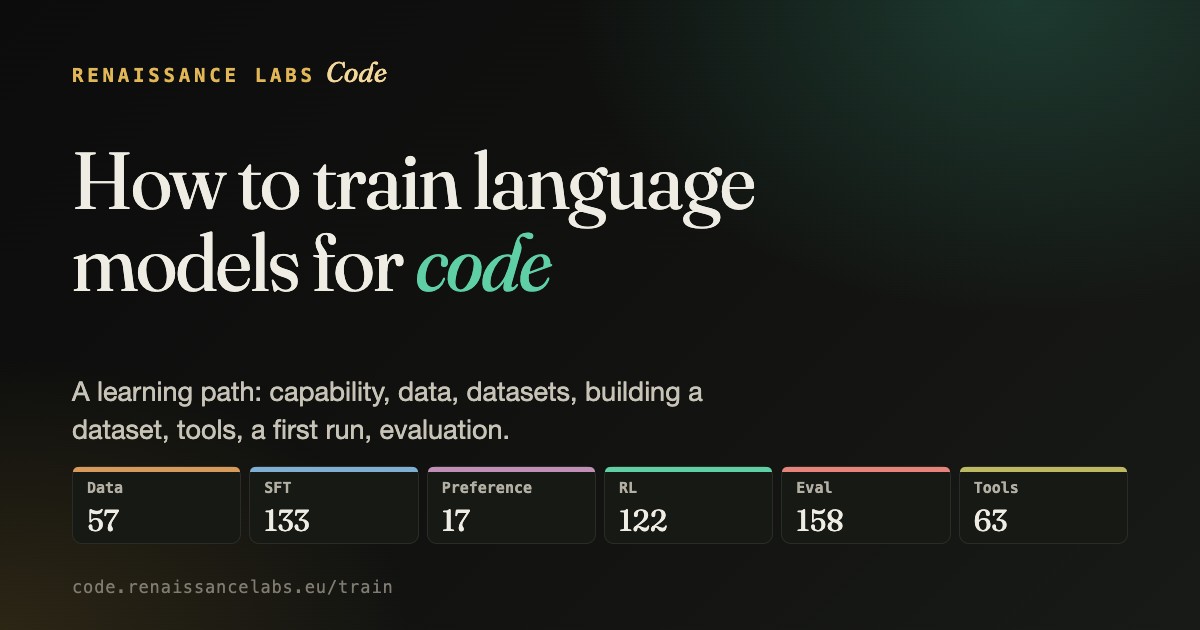 RENAISSANCE LABS Code
How to train language
models for code
A learning path: capability, data, datasets, building a
dataset, tools, a first run, evaluation.
Data SFT Preference RL Eval Tools
57 133 17 122 158 63
code.renaissancelabs.eu/train